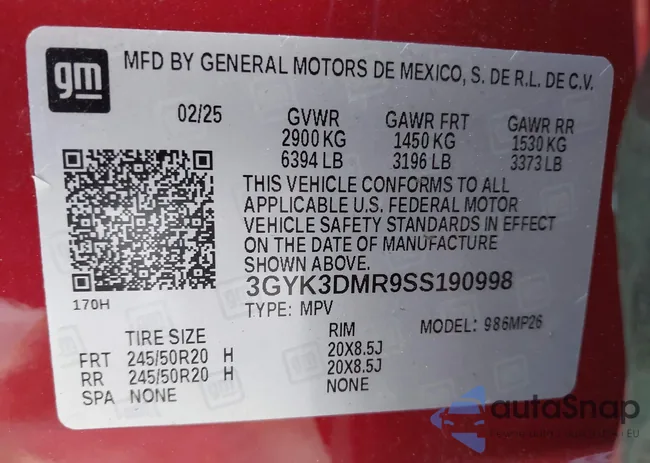 gm
MFD BY GENERAL MOTORS DE MEXICO, S. DE R.L. DE C.V.
02/25 GVWR GAWR FRT GAWR RR
2900 KG 1450 KG 1530 KG
6394 LB 3196 LB 3373 LB
THIS VEHICLE CONFORMS TO ALL
APPLICABLE U.S. FEDERAL MOTOR
VEHICLE SAFETY STANDARDS IN EFFECT
ON THE DATE OF MANUFACTURE
SHOWN ABOVE.
3GYK3DMR9SS190998
170H
TYPE: MPV
MODEL: 986MP26
TIRE SIZE RIM
FRT 245/50R20 H 20X8.5J
RR 245/50R20 H 20X8.5J
SPA NONE NONE
autoSnap